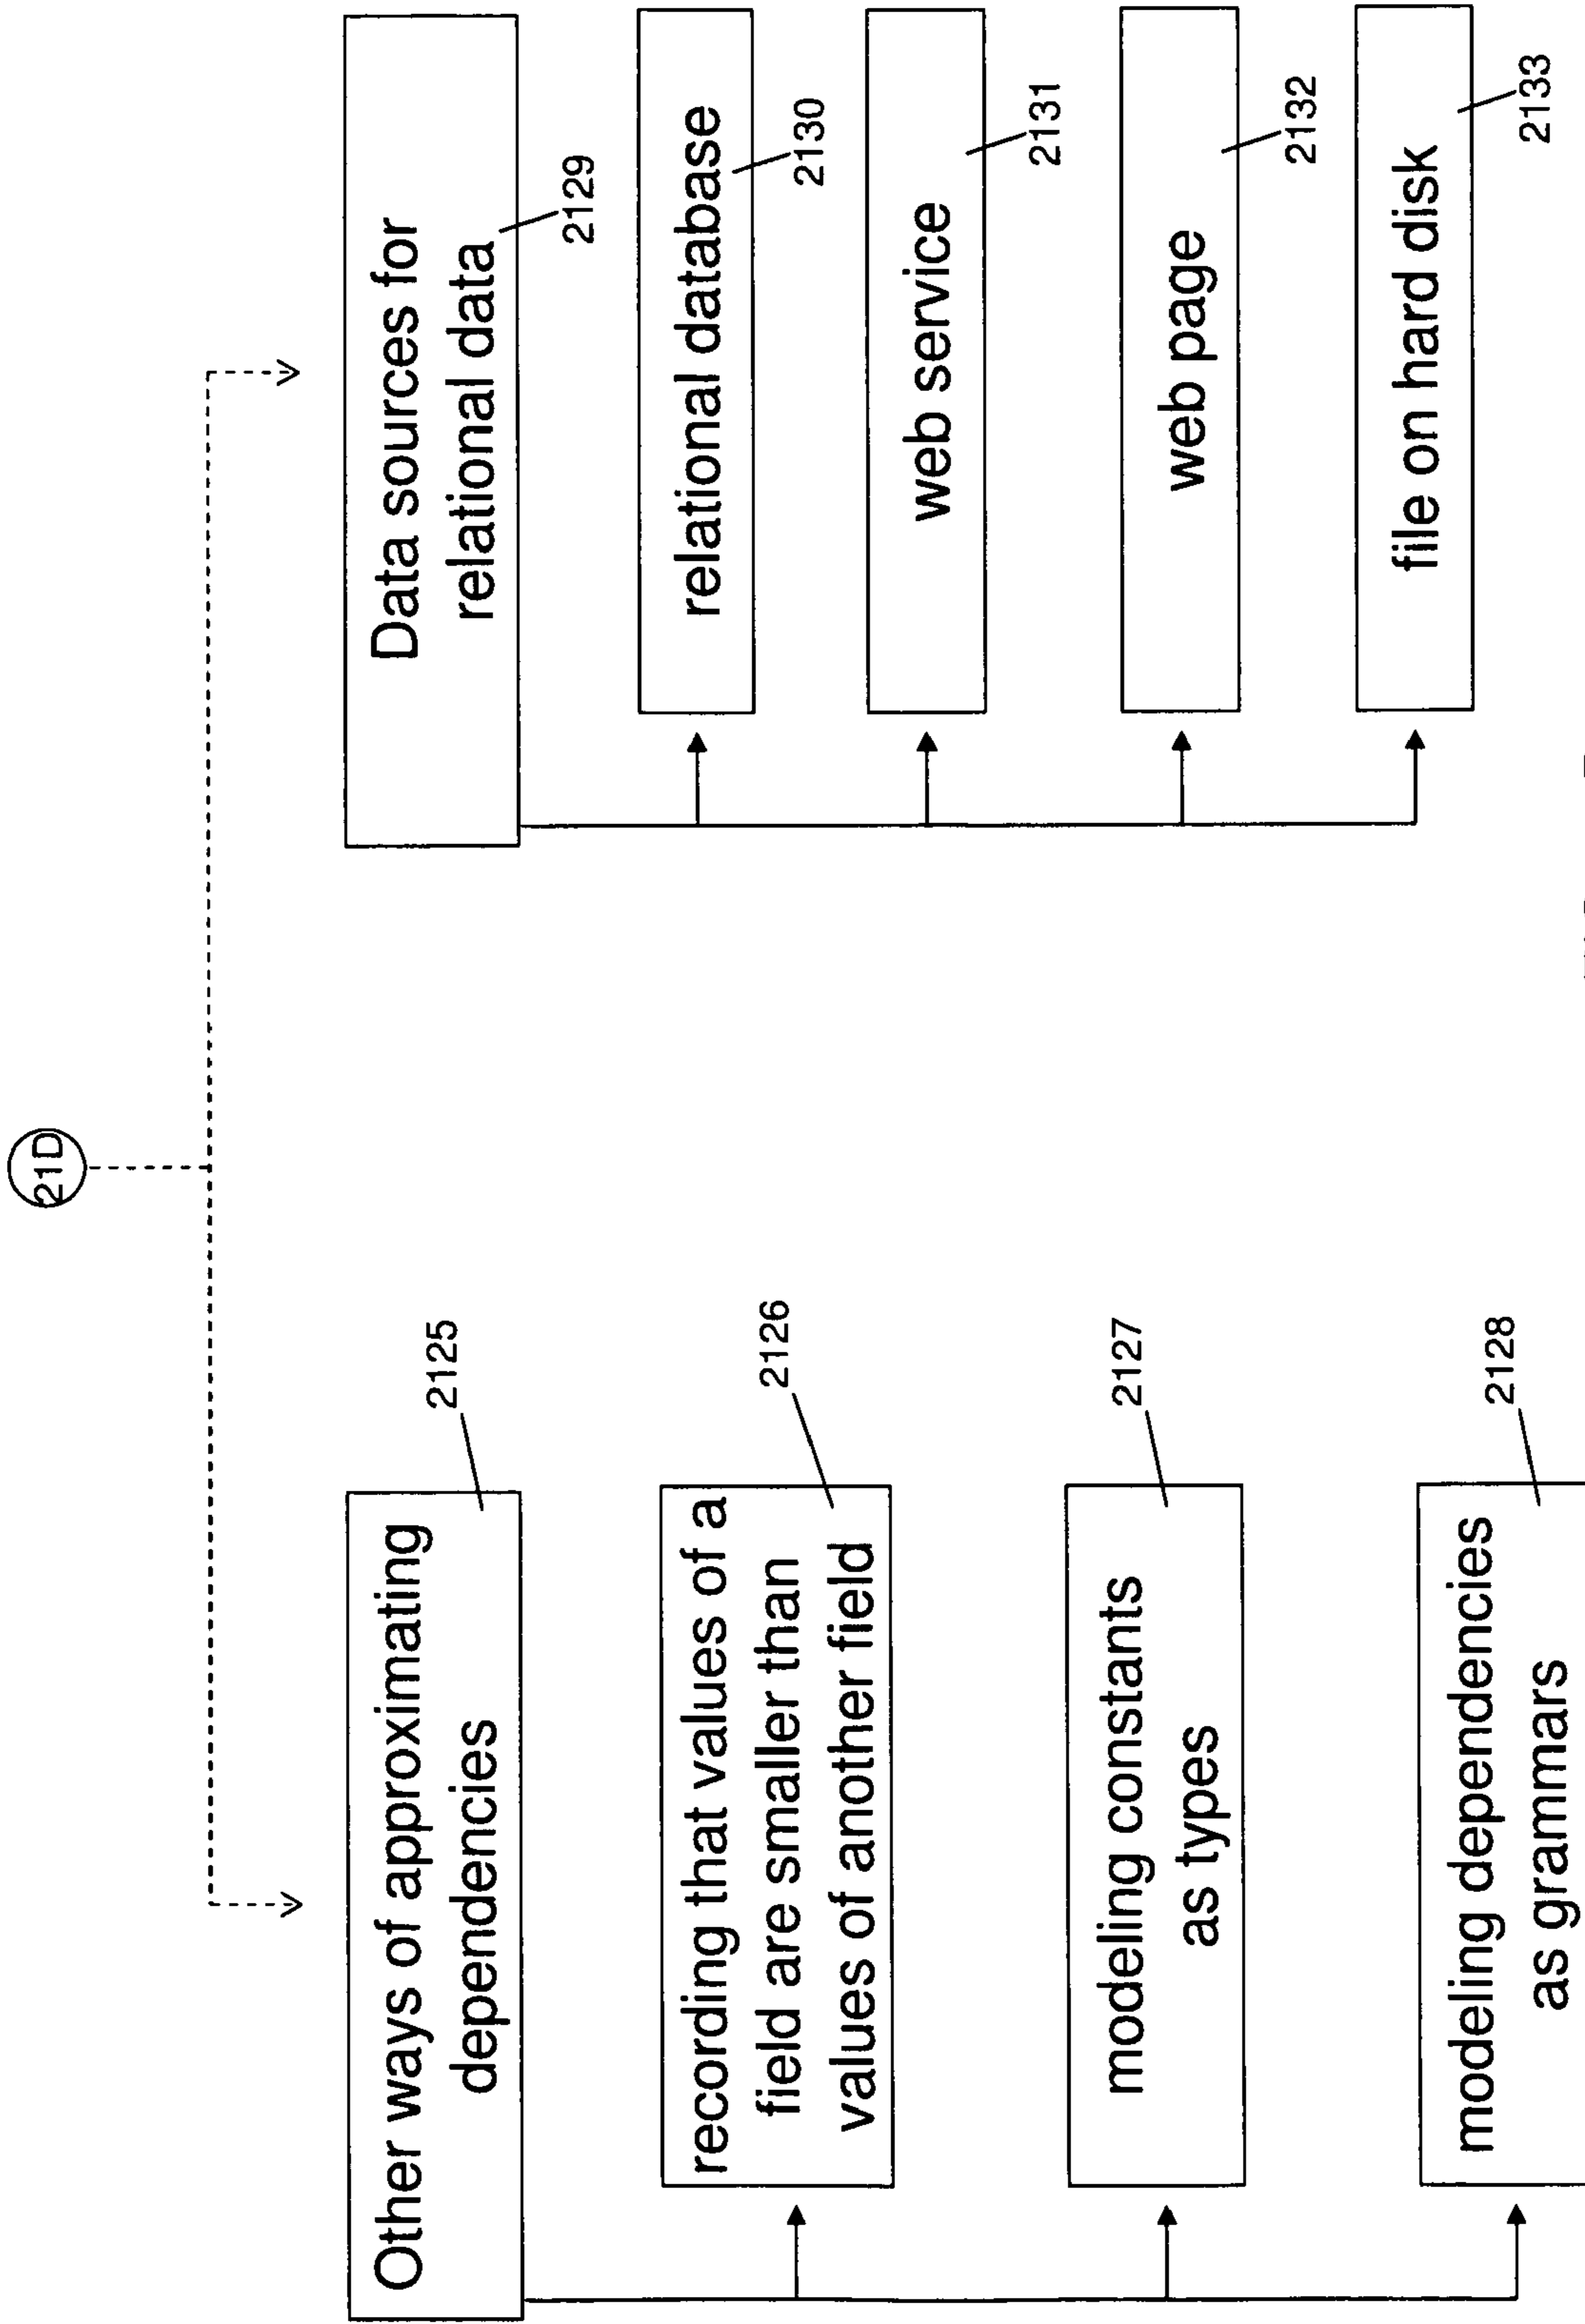 21D
Other ways of approximating
dependencies
2125
recording that values of a
field are smaller than
values of another field
2126
modeling constants
as types
2127
modeling dependencies
as grammars
2128
Data sources for
relational data
2129
relational database
2130
web service
2131
web page
2132
file on hard disk
2133